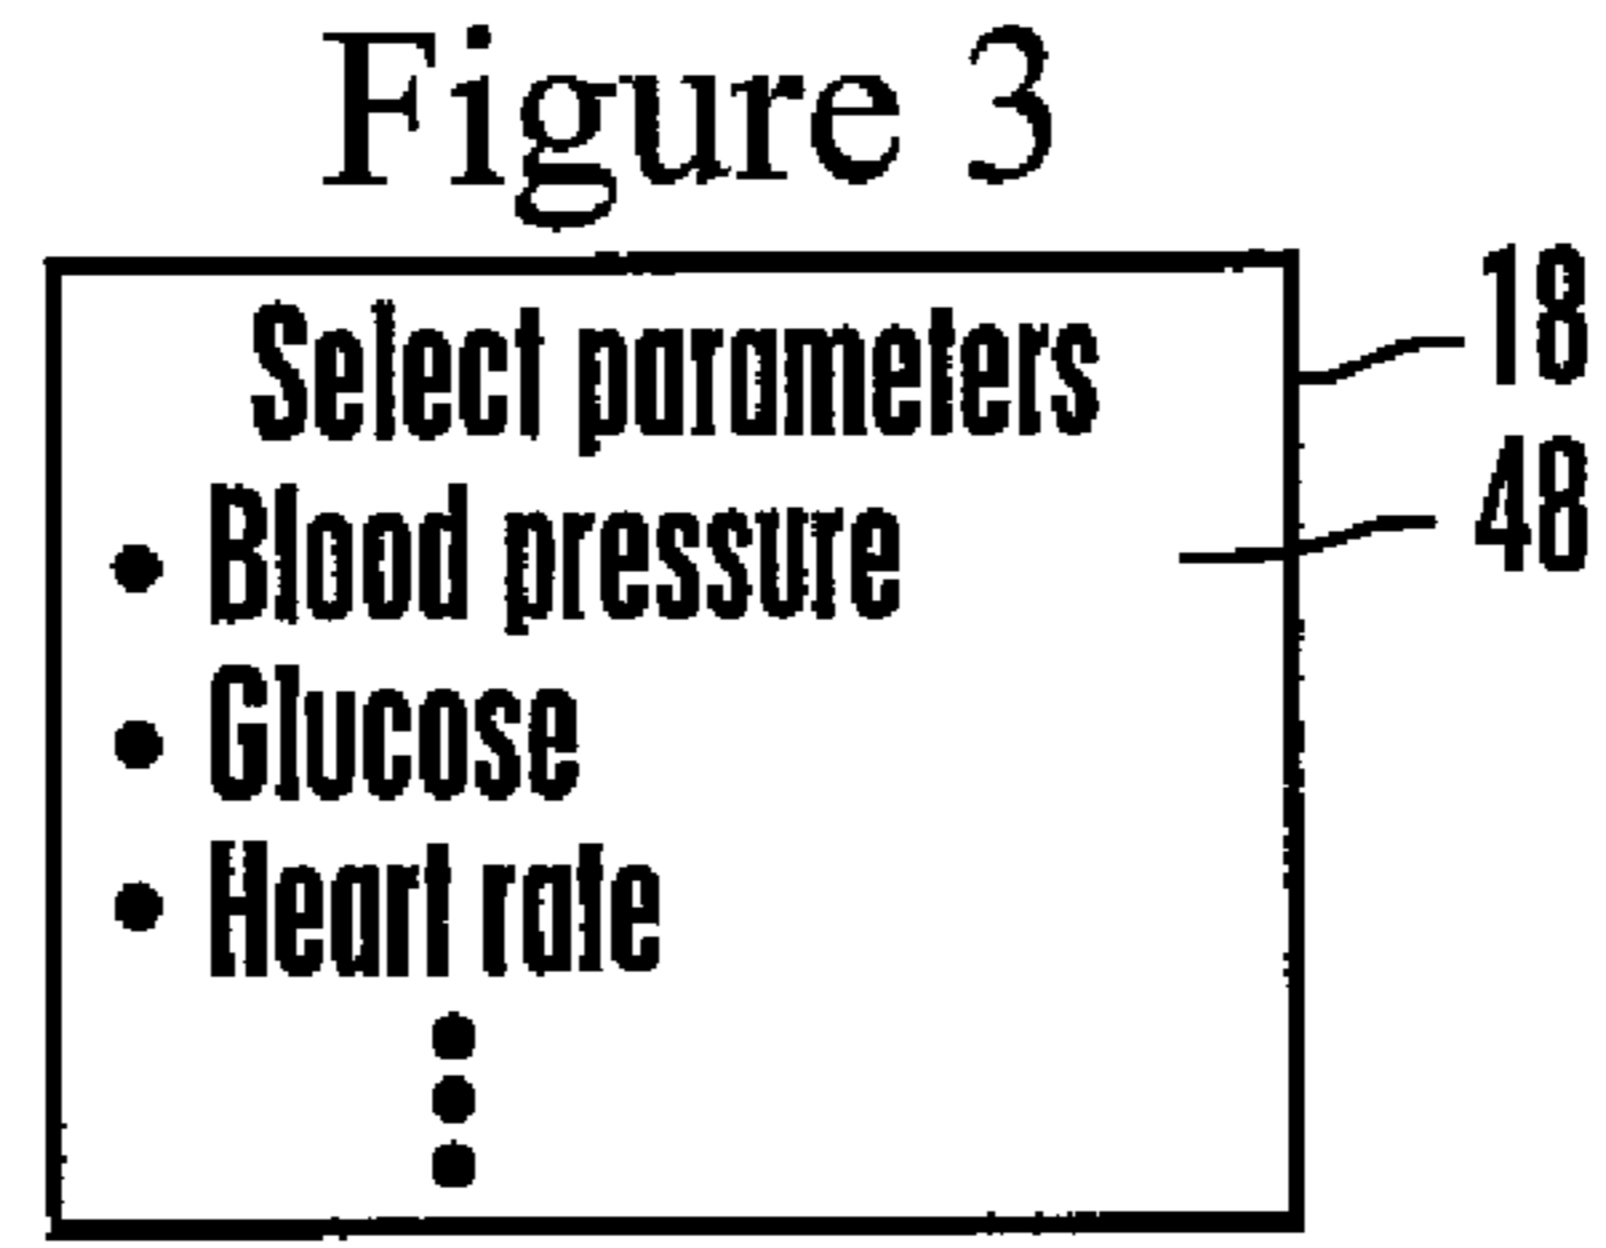 Figure 3
Select parameters
18
• Blood pressure
48
• Glucose
• Heart rate